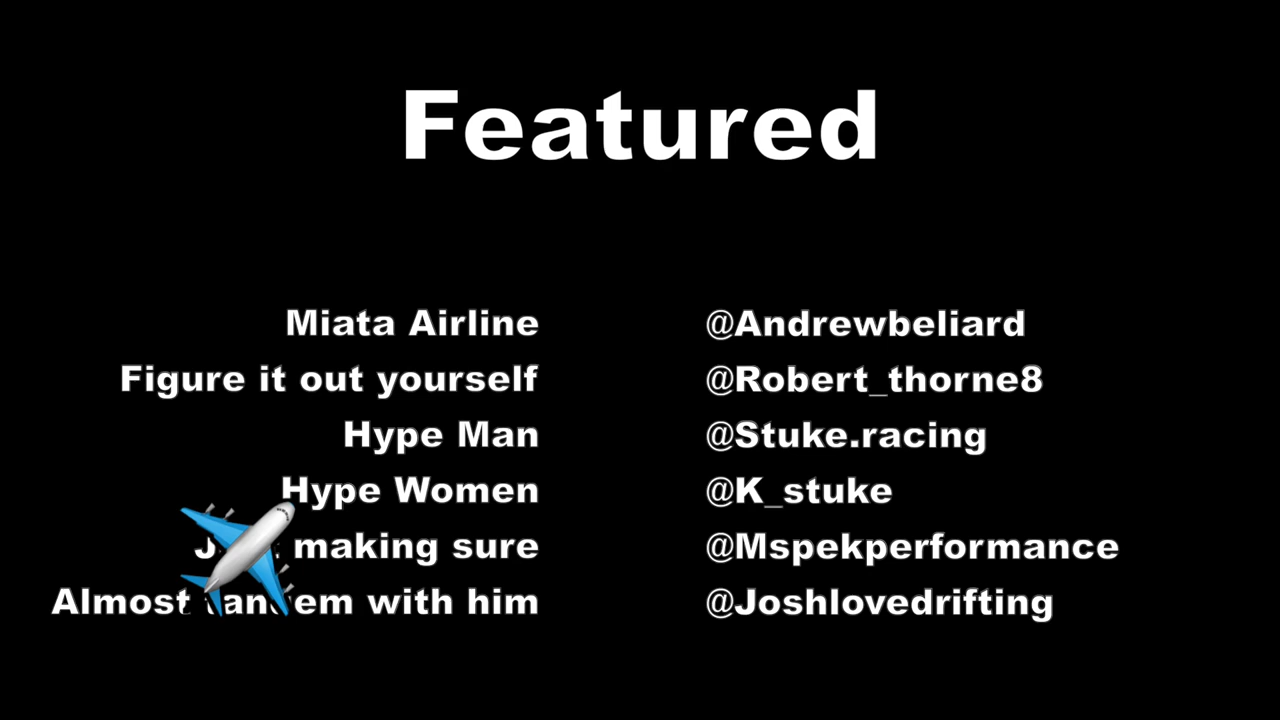 Featured
Miata Airline @Andrewbeliard
Figure it out yourself @Robert_thorne8
Hype Man @Stuke.racing
Hype Women @K_stuke
making sure @Mspekperformance
Almost tandem with him @Joshlovedrifting